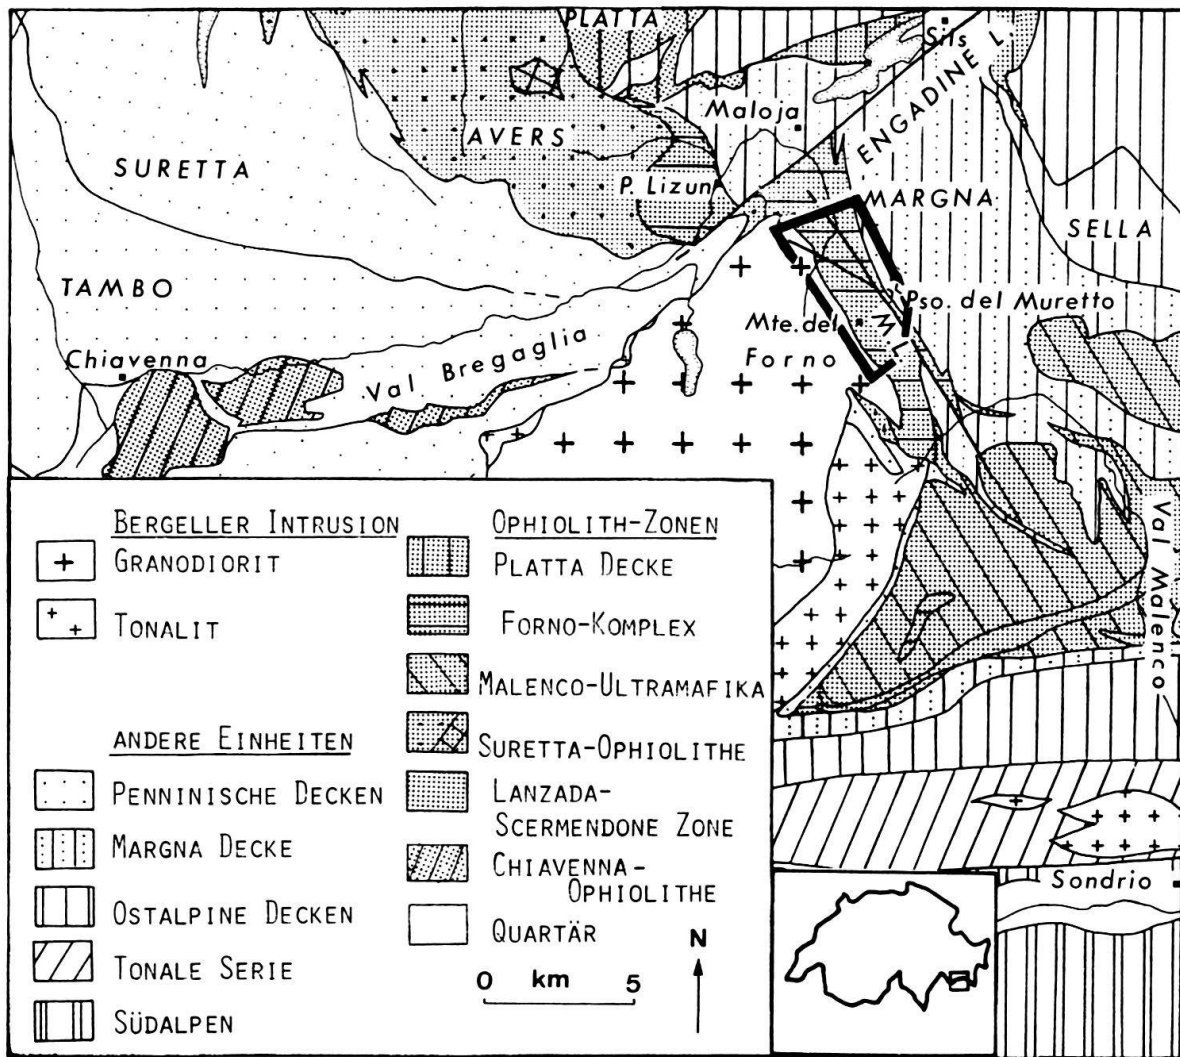 PLATTA
Sils
ENGADINE L.
Maloja
AVERS
SURETTA
P. Lizun
MARGNA
SELLA
TAMBO
Pso. del Muretto
Mte. del
Forno
ML
Chiavenna
Val Bregaglia
Val Malenco
Sondrio
BERGELLER INTRUSION
GRANODIORIT
TONALIT
ANDERE EINHEITEN
PENNINISCHE DECKEN
MARGNA DECKE
OSTALPINE DECKEN
TONALE SERIE
SÜDALPEN
OPHIOLITH-ZONEN
PLATTA DECKE
FORNO-KOMPLEX
MALENCO-ULTRAMAFIKA
SURETTA-OPHIOLITHE
LANZADA-
SCERMENDONE ZONE
CHIAVENNA-
OPHIOLITHE
QUARTÄR
N
0 km 5